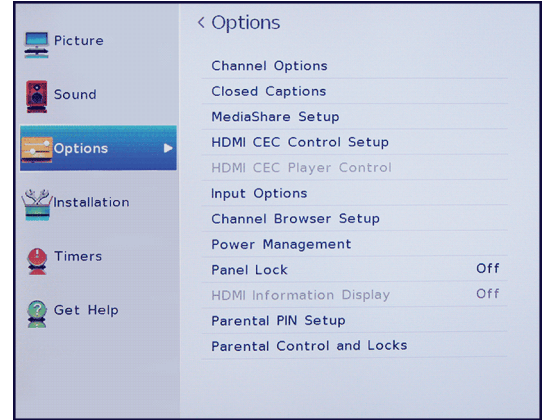 Picture
Sound
Options
Installation
Timers
Get Help
< Options
Channel Options
Closed Captions
MediaShare Setup
HDMI CEC Control Setup
HDMI CEC Player Control
Input Options
Channel Browser Setup
Power Management
Panel Lock Off
HDMI Information Display Off
Parental PIN Setup
Parental Control and Locks